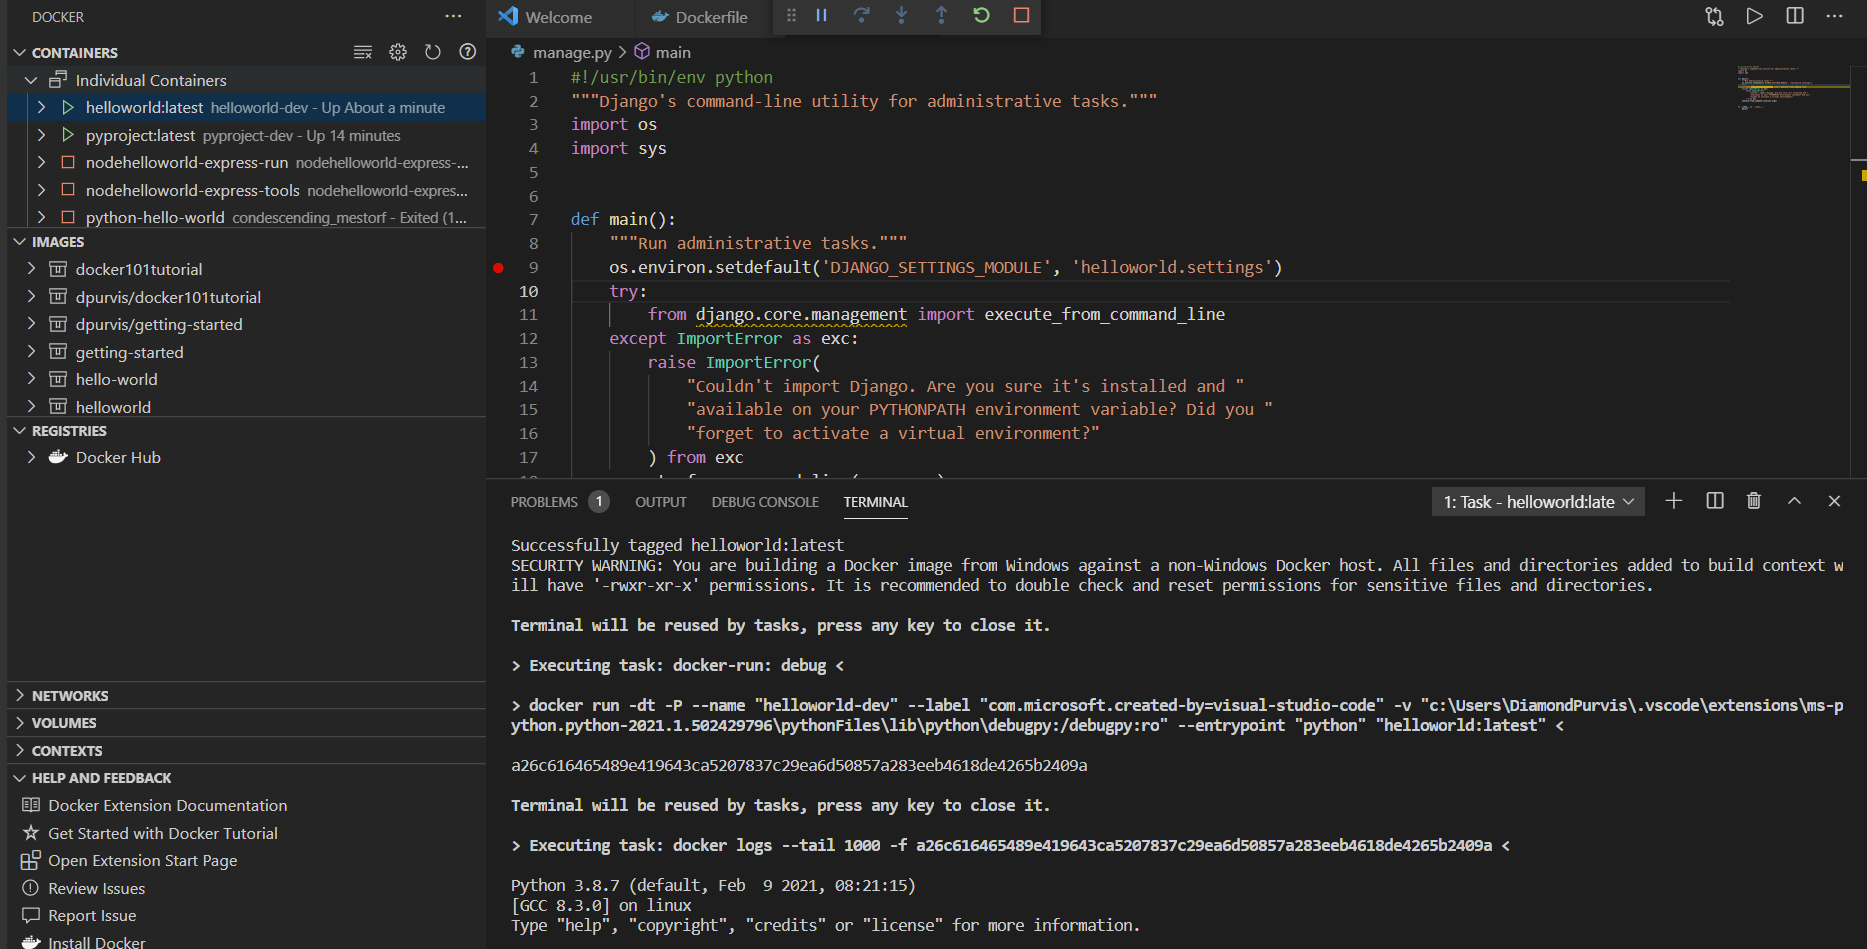 DOCKER
CONTAINERS
Individual Containers
helloworld:latest helloworld-dev - Up About a minute
pyproject:latest pyproject-dev - Up 14 minutes
nodehelloworld-express-run nodehelloworld-express-...
nodehelloworld-express-tools nodehelloworld-expres...
python-hello-world condescending_mestorf - Exited (1...
IMAGES
docker101tutorial
dpurvis/docker101tutorial
dpurvis/getting-started
getting-started
hello-world
helloworld
REGISTRIES
Docker Hub
NETWORKS
VOLUMES
CONTEXTS
HELP AND FEEDBACK
Docker Extension Documentation
Get Started with Docker Tutorial
Open Extension Start Page
Review Issues
Report Issue
Install Docker
Welcome
Dockerfile
manage.py > main
1 #!/usr/bin/env python
2 """Django's command-line utility for administrative tasks."""
3 import os
4 import sys
5
6
7 def main():
8 """Run administrative tasks."""
9 os.environ.setdefault('DJANGO_SETTINGS_MODULE', 'helloworld.settings')
10 try:
11 from django.core.management import execute_from_command_line
12 except ImportError as exc:
13 raise ImportError(
14 "Couldn't import Django. Are you sure it's installed and "
15 "available on your PYTHONPATH environment variable? Did you "
16 "forget to activate a virtual environment?"
17 ) from exc
PROBLEMS 1 OUTPUT DEBUG CONSOLE TERMINAL 1: Task - helloworld:late
Successfully tagged helloworld:latest
SECURITY WARNING: You are building a Docker image from Windows against a non-Windows Docker host. All files and directories added to build context w
ill have '-rwxr-xr-x' permissions. It is recommended to double check and reset permissions for sensitive files and directories.
Terminal will be reused by tasks, press any key to close it.
> Executing task: docker-run: debug <
> docker run -dt -P --name "helloworld-dev" --label "com.microsoft.created-by=visual-studio-code" -v "c:\Users\DiamondPurvis\.vscode\extensions\ms-p
ython.python-2021.1.502429796\pythonFiles\lib\python\debugpy:/debugpy:ro" --entrypoint "python" "helloworld:latest" <
a26c616465489e419643ca5207837c29ea6d50857a283eeb4618de4265b2409a
Terminal will be reused by tasks, press any key to close it.
> Executing task: docker logs --tail 1000 -f a26c616465489e419643ca5207837c29ea6d50857a283eeb4618de4265b2409a <
Python 3.8.7 (default, Feb  9 2021, 08:21:15)
[GCC 8.3.0] on linux
Type "help", "copyright", "credits" or "license" for more information.